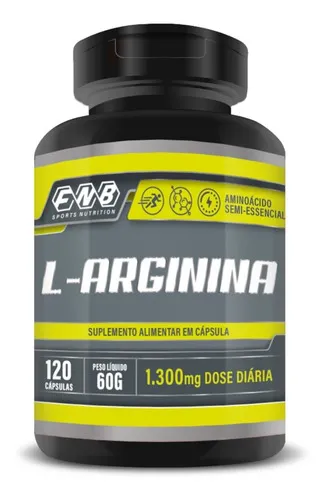 FNB
SPORTS NUTRITION
AMINOÁCIDO
SEMI-ESSENCIAL
L-ARGININA
SUPLEMENTO ALIMENTAR EM CÁPSULA
120
CÁPSULAS
PESO LÍQUIDO
60G
1.300mg DOSE DIÁRIA